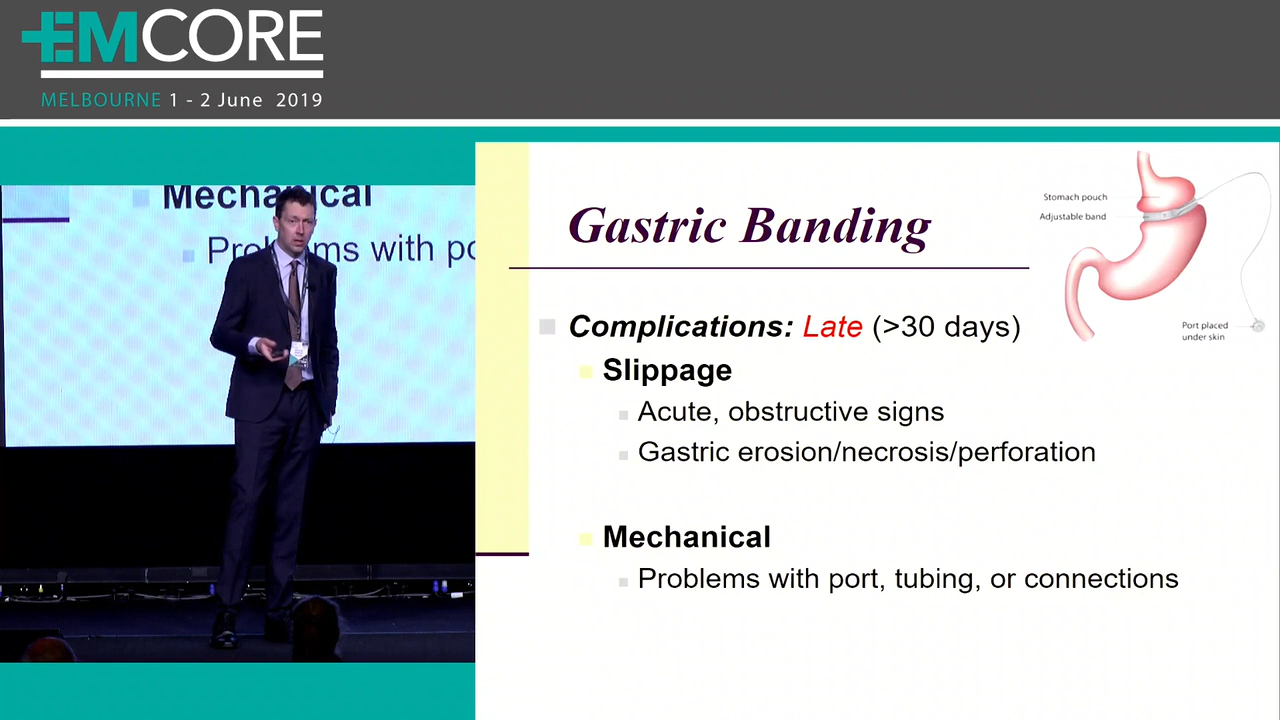 EMCORE
MELBOURNE 1 - 2 June 2019
Mechanical
Problems with po
Gastric Banding
Stomach pouch
Adjustable band
Port placed
under skin
Complications: Late (>30 days)
Slippage
Acute, obstructive signs
Gastric erosion/necrosis/perforation
Mechanical
Problems with port, tubing, or connections